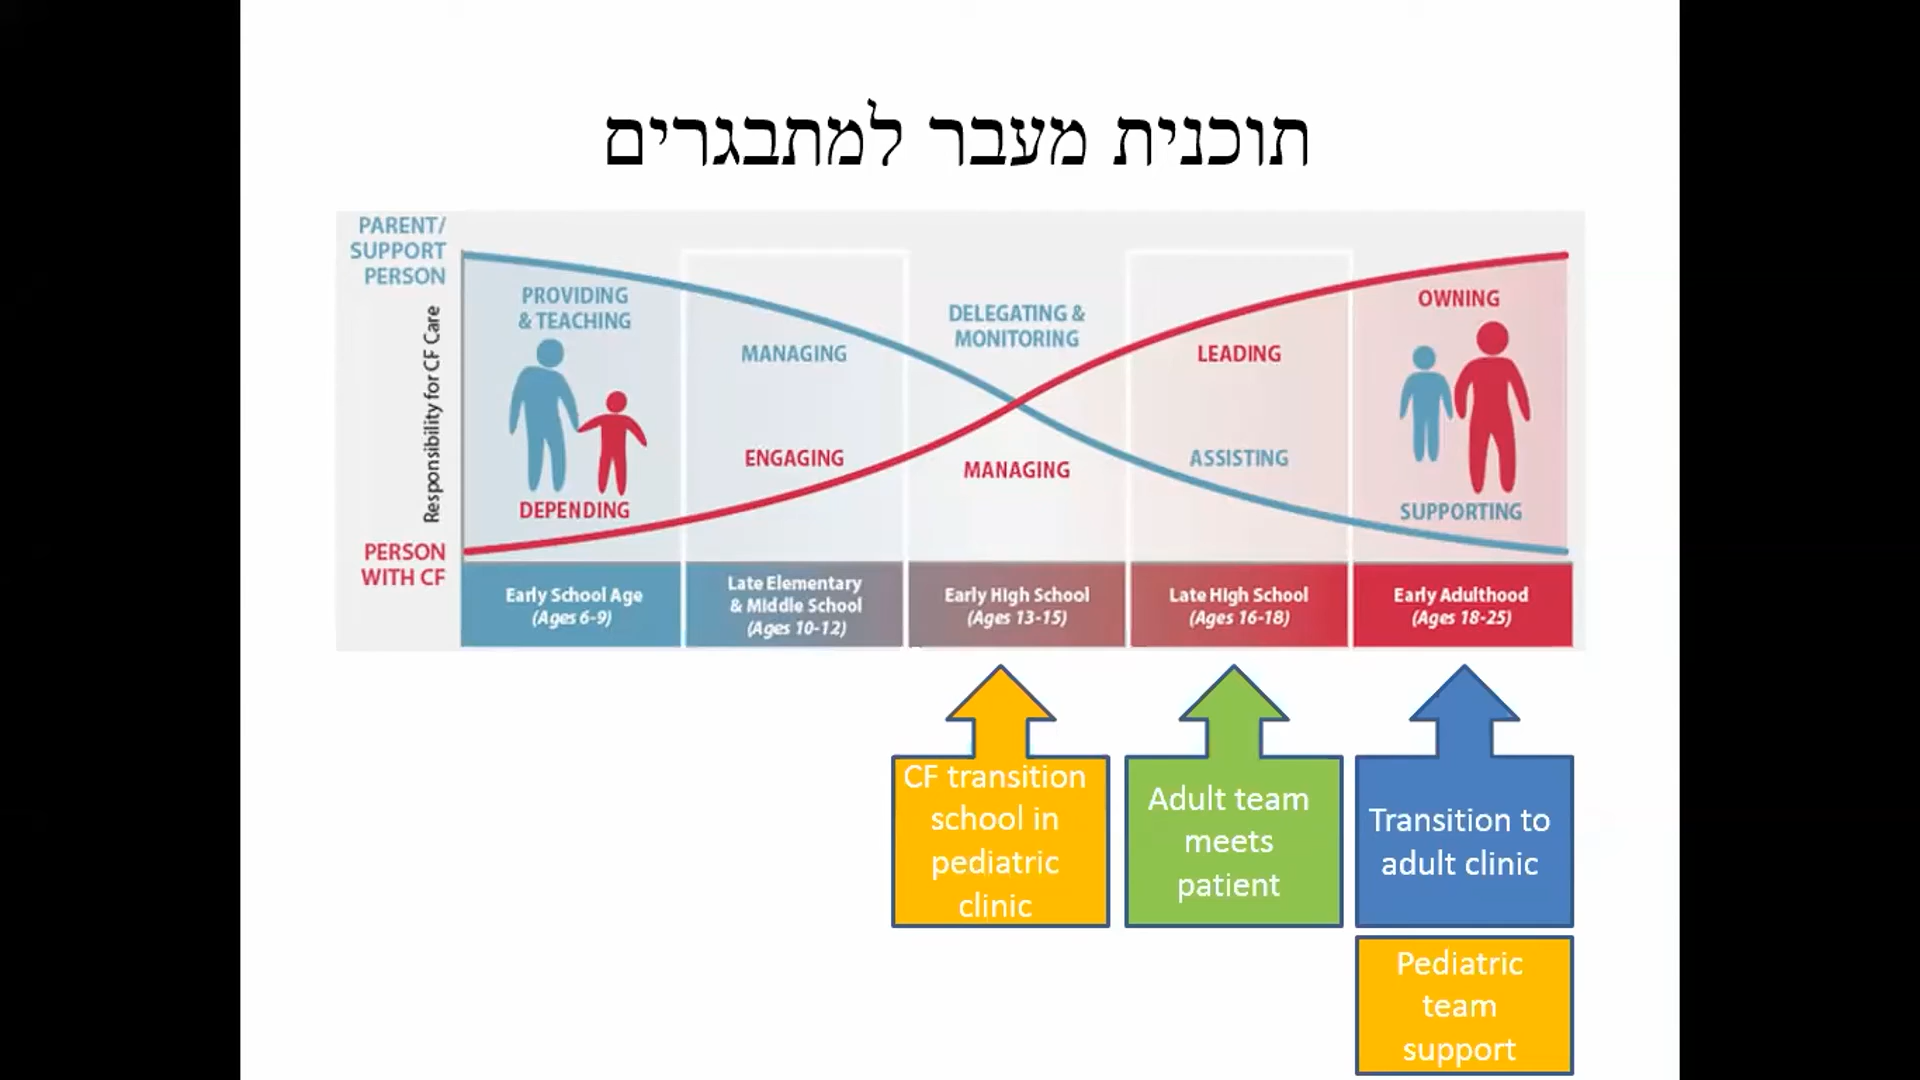 תוכנית מעבר למתבגרים
PARENT/
SUPPORT
PERSON
Responsibility for CF Care
PERSON
WITH CF
PROVIDING
& TEACHING
DEPENDING
MANAGING
ENGAGING
DELEGATING &
MONITORING
MANAGING
LEADING
ASSISTING
OWNING
SUPPORTING
Early School Age
(Ages 6-9)
Late Elementary
& Middle School
(Ages 10-12)
Early High School
(Ages 13-15)
Late High School
(Ages 16-18)
Early Adulthood
(Ages 18-25)
CF transition
school in
pediatric
clinic
Adult team
meets
patient
Transition to
adult clinic
Pediatric
team
support